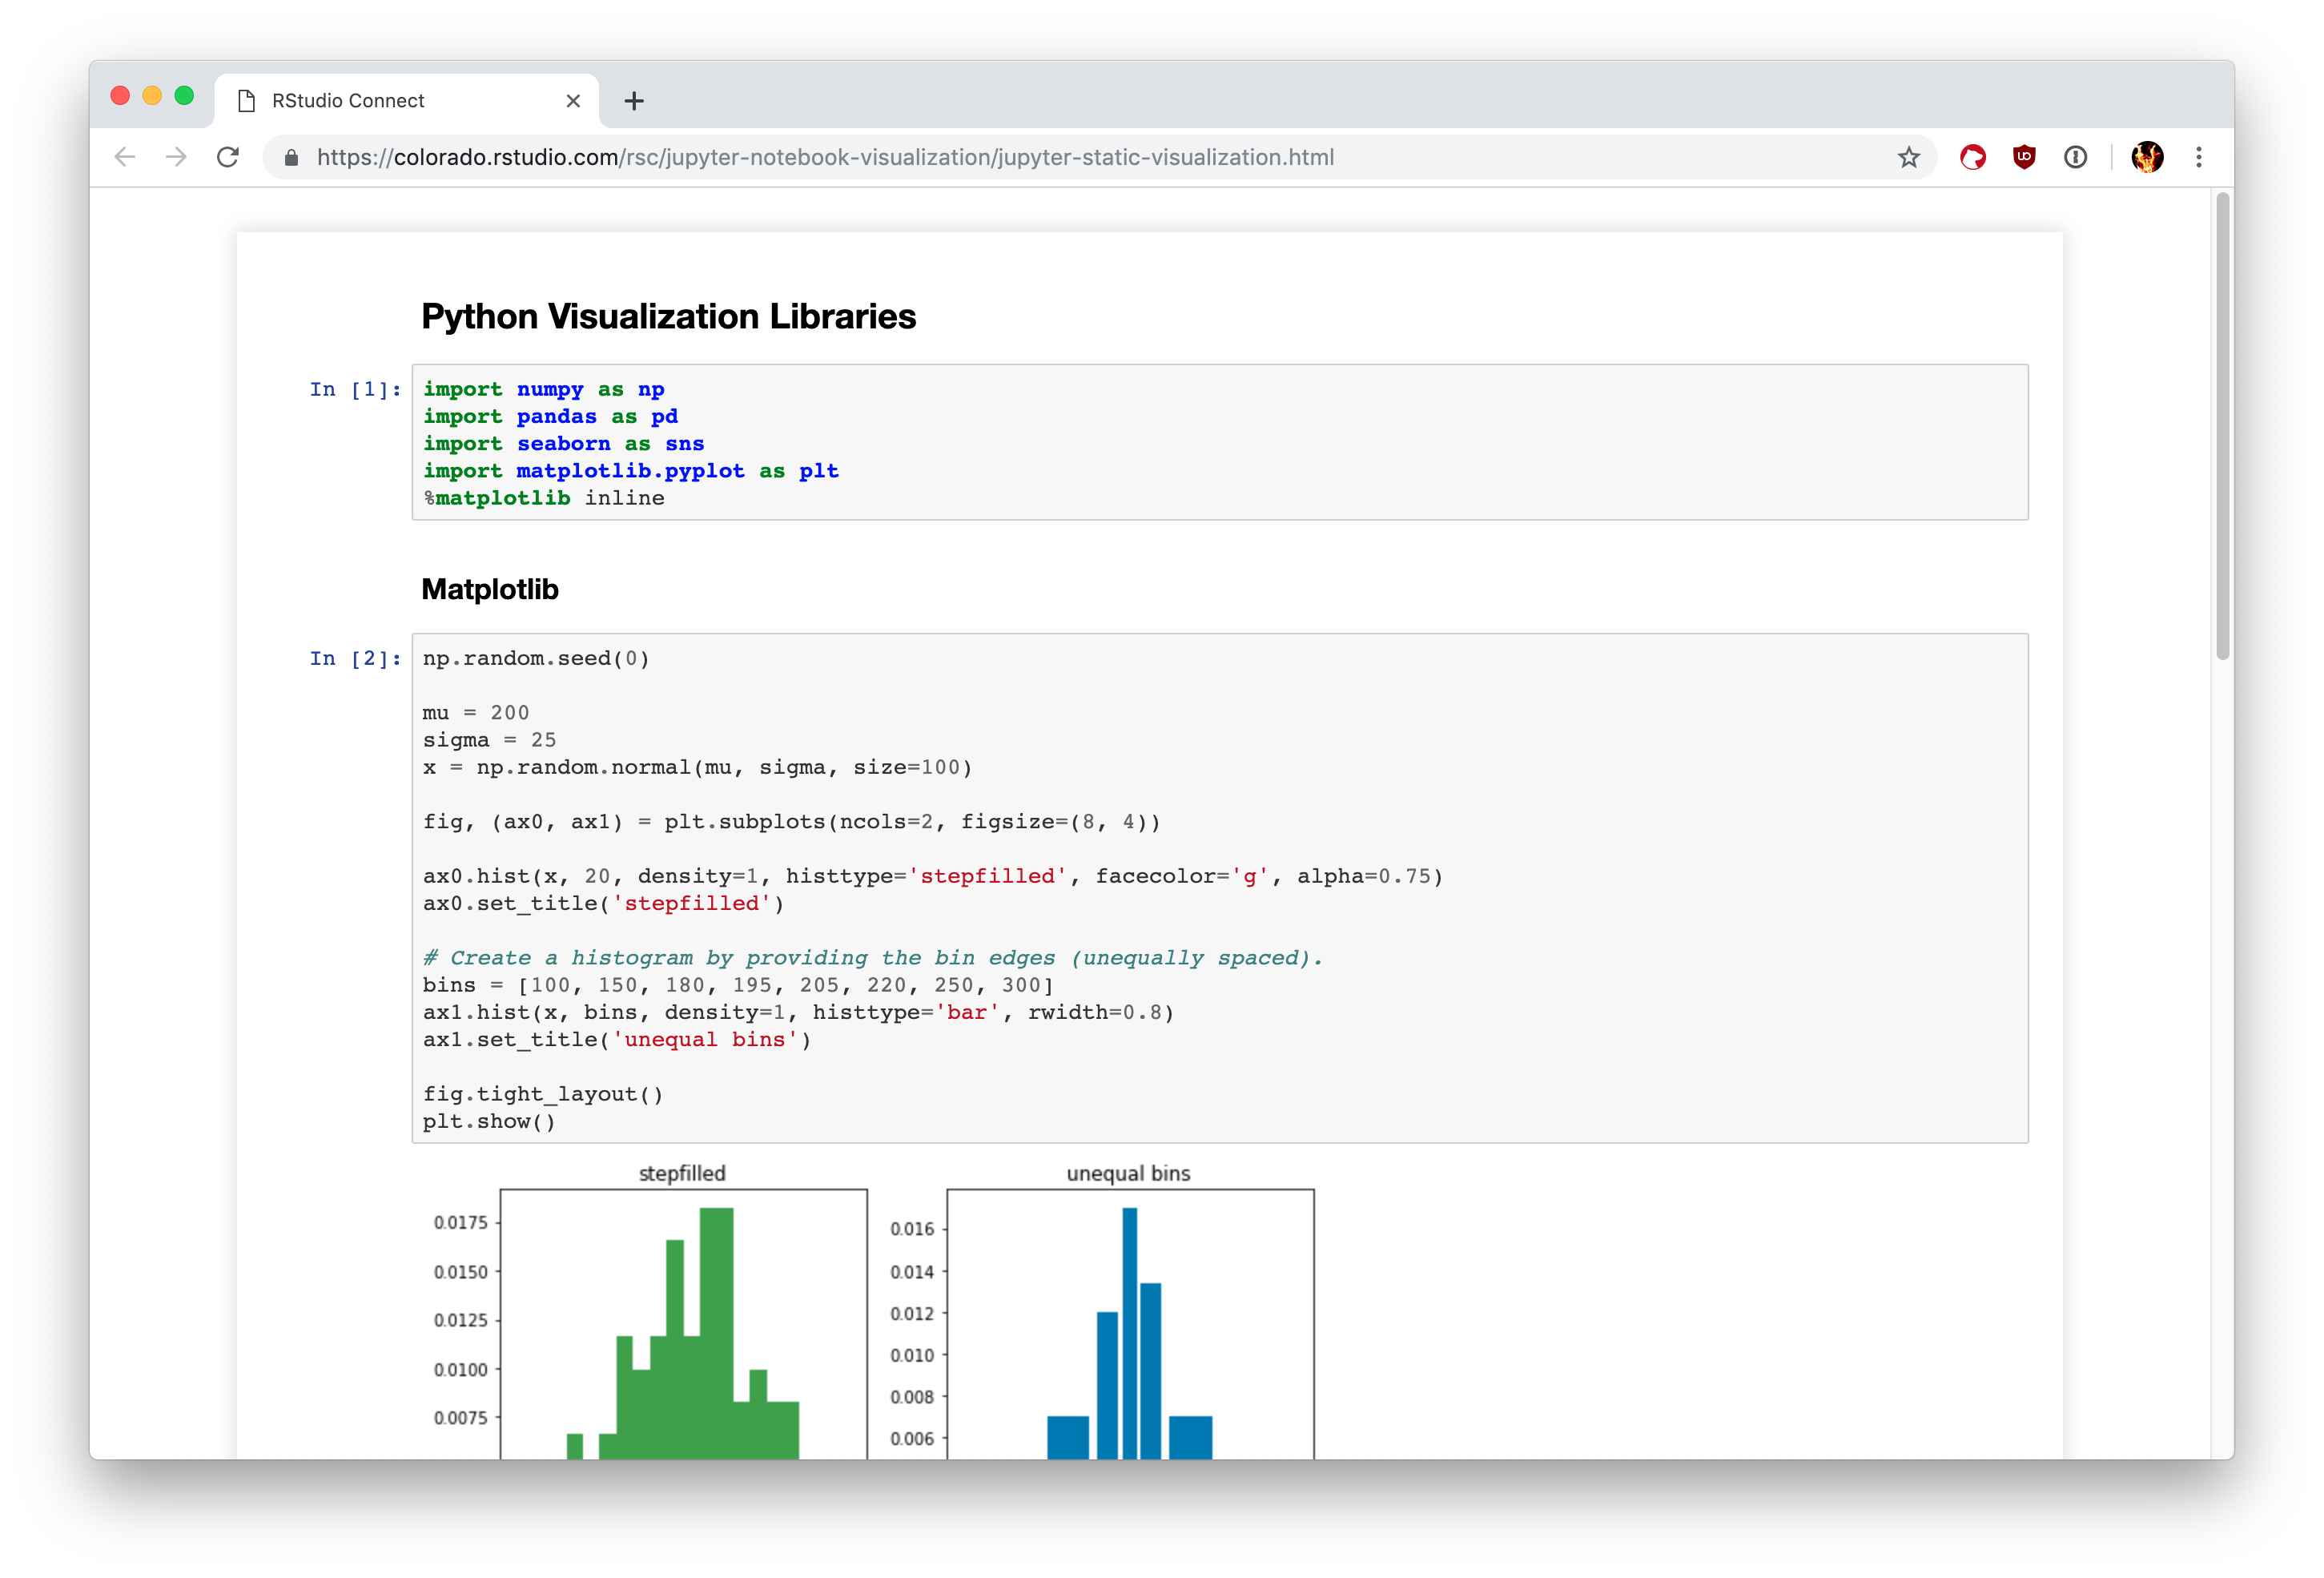 RStudio Connect
https://colorado.rstudio.com/rsc/jupyter-notebook-visualization/jupyter-static-visualization.html
Python Visualization Libraries
In [1]:
import numpy as np
import pandas as pd
import seaborn as sns
import matplotlib.pyplot as plt
%matplotlib inline
Matplotlib
In [2]:
np.random.seed(0)
mu = 200
sigma = 25
x = np.random.normal(mu, sigma, size=100)
fig, (ax0, ax1) = plt.subplots(ncols=2, figsize=(8, 4))
ax0.hist(x, 20, density=1, histtype='stepfilled', facecolor='g', alpha=0.75)
ax0.set_title('stepfilled')
# Create a histogram by providing the bin edges (unequally spaced).
bins = [100, 150, 180, 195, 205, 220, 250, 300]
ax1.hist(x, bins, density=1, histtype='bar', rwidth=0.8)
ax1.set_title('unequal bins')
fig.tight_layout()
plt.show()
stepfilled
0.0175
0.0150
0.0125
0.0100
0.0075
unequal bins
0.016
0.014
0.012
0.010
0.008
0.006